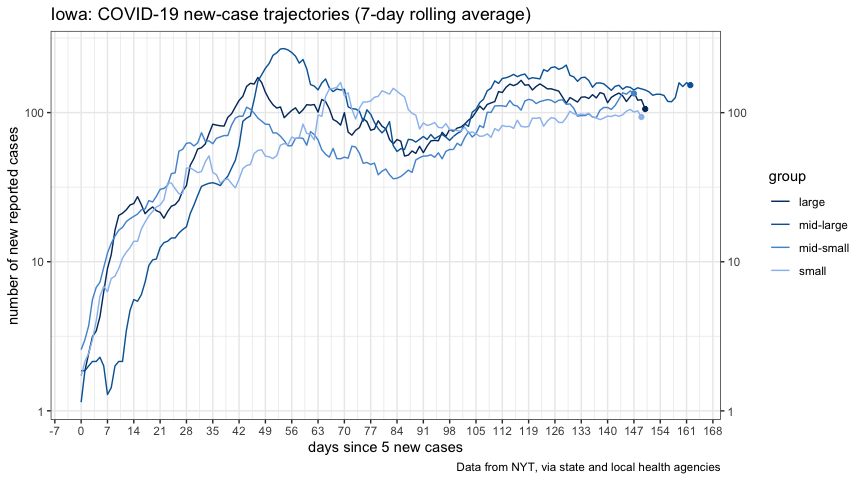 Iowa: COVID-19 new-case trajectories (7-day rolling average)
number of new reported cases
100
10
1
100
10
1
-7 0 7 14 21 28 35 42 49 56 63 70 77 84 91 98 105 112 119 126 133 140 147 154 161 168
days since 5 new cases
group
large
mid-large
mid-small
small
Data from NYT, via state and local health agencies